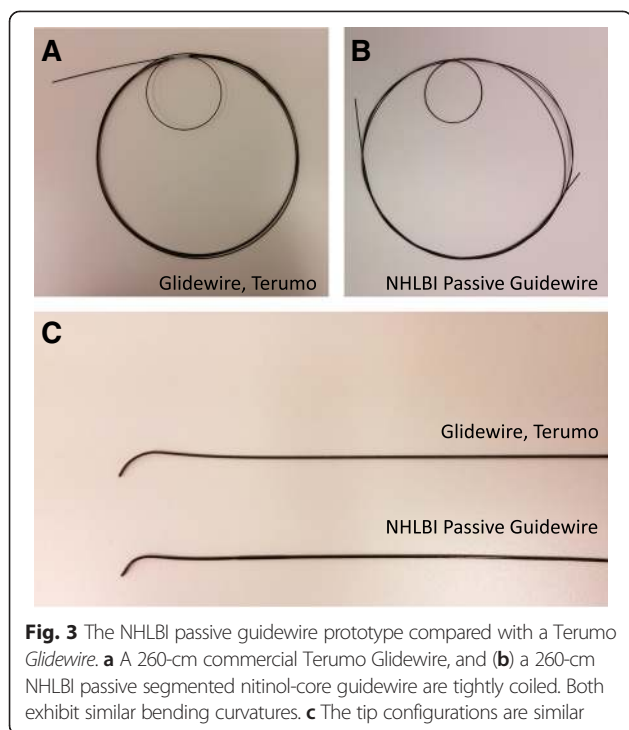 A
Glidewire, Terumo
B
NHLBI Passive Guidewire
C
Glidewire, Terumo
NHLBI Passive Guidewire
Fig. 3 The NHLBI passive guidewire prototype compared with a Terumo
Glidewire. a A 260-cm commercial Terumo Glidewire, and (b) a 260-cm
NHLBI passive segmented nitinol-core guidewire are tightly coiled. Both
exhibit similar bending curvatures. c The tip configurations are similar